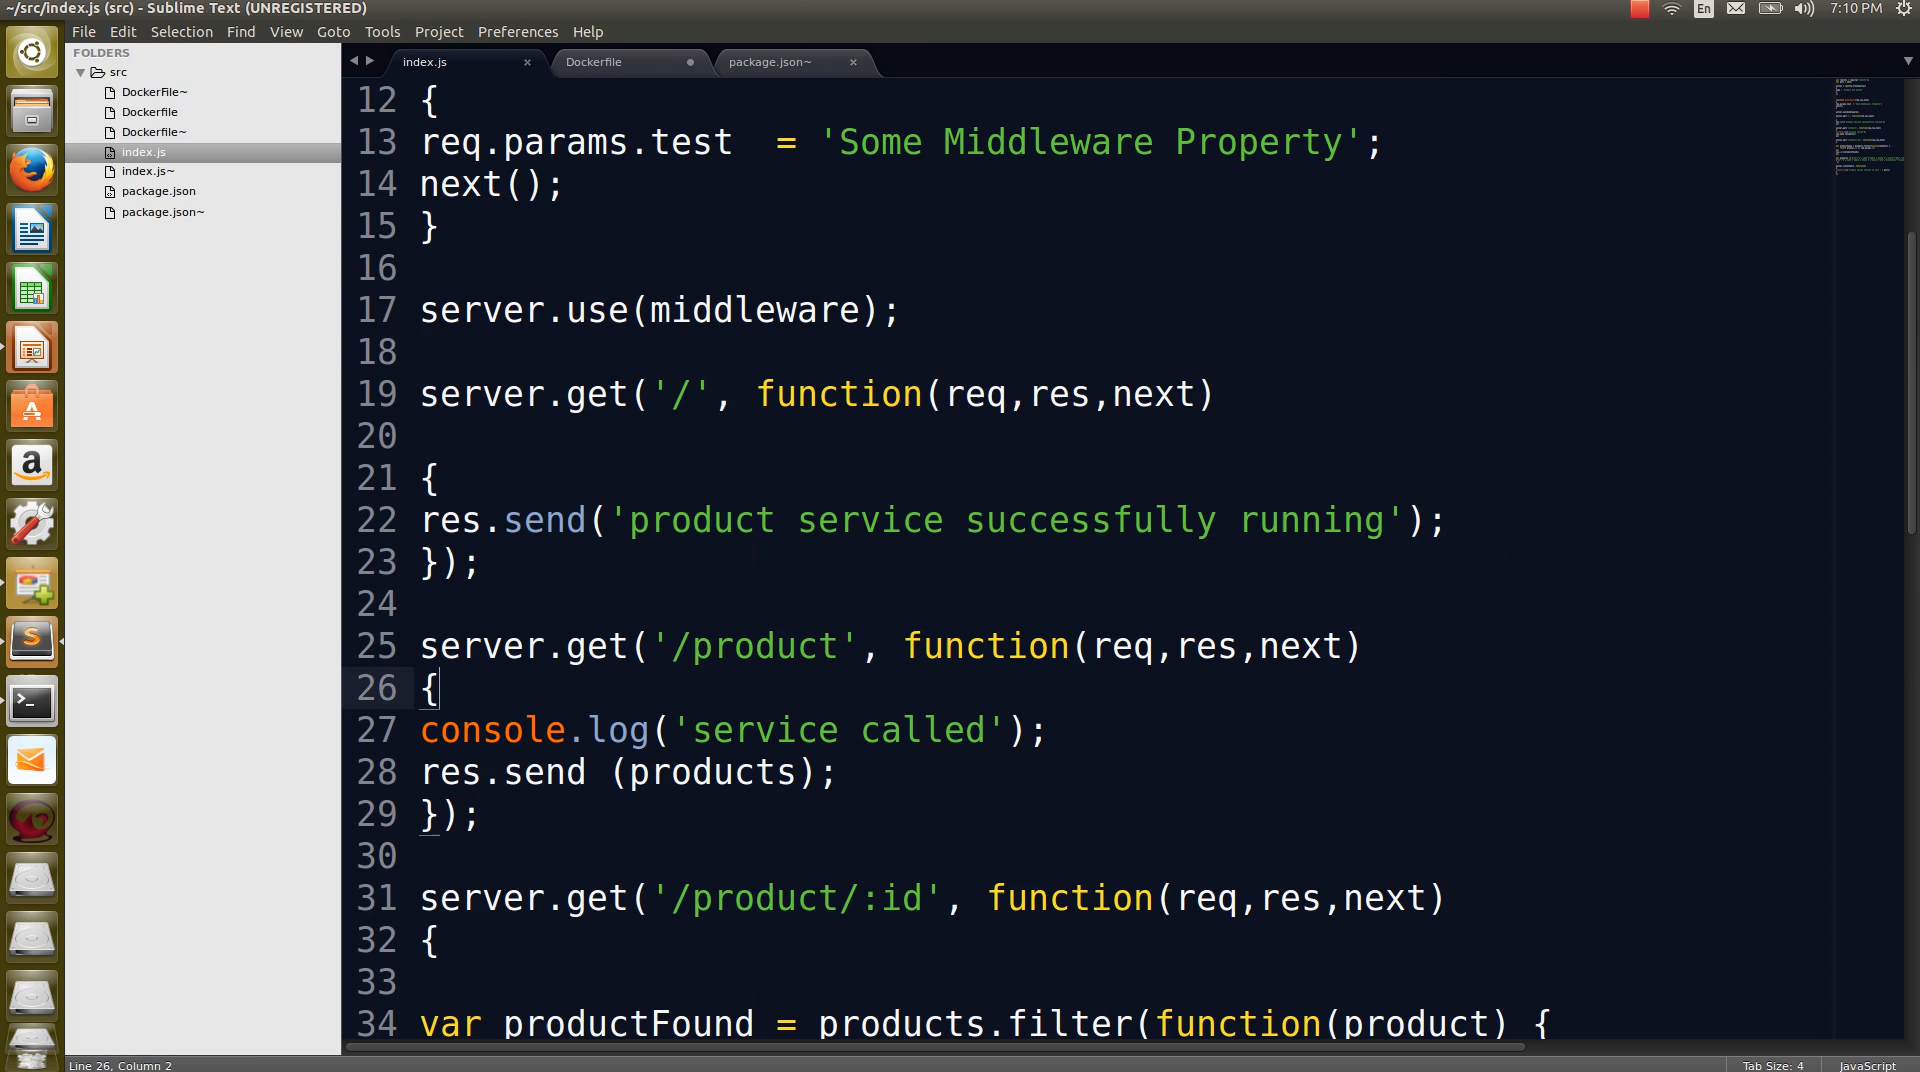 ~/src/index.js (src) - Sublime Text (UNREGISTERED)
En
7:10 PM
File Edit Selection Find View Goto Tools Project Preferences Help
FOLDERS
src
DockerFile~
Dockerfile
Dockerfile~
index.js
index.js~
package.json
package.json~
index.js
Dockerfile
package.json~
12 {
13 req.params.test  = 'Some Middleware Property';
14 next();
15 }
16
17 server.use(middleware);
18
19 server.get('/', function(req,res,next)
20
21 {
22 res.send('product service successfully running');
23 });
24
25 server.get('/product', function(req,res,next)
26 {
27 console.log('service called');
28 res.send (products);
29 });
30
31 server.get('/product/:id', function(req,res,next)
32 {
33
34 var productFound = products.filter(function(product) {
Line 26, Column 2
Tab Size: 4
JavaScript